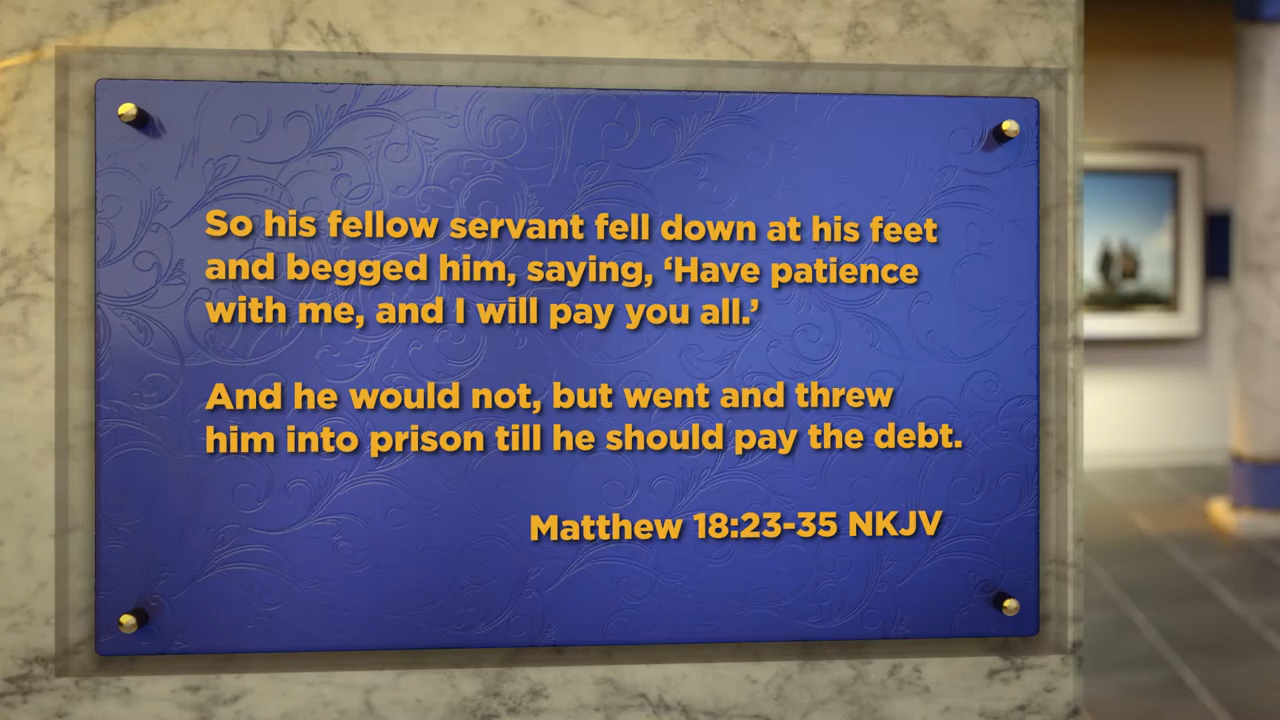 So his fellow servant fell down at his feet
and begged him, saying, ‘Have patience
with me, and I will pay you all.’
And he would not, but went and threw
him into prison till he should pay the debt.
Matthew 18:23-35 NKJV